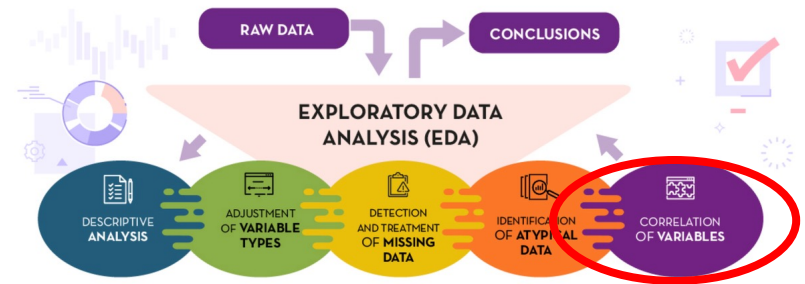 RAW DATA
CONCLUSIONS
EXPLORATORY DATA
ANALYSIS (EDA)
DESCRIPTIVE
ANALYSIS
ADJUSTMENT
OF VARIABLE
TYPES
DETECTION
AND TREATMENT
OF MISSING
DATA
IDENTIFICATION
OF ATYPICAL
DATA
CORRELATION
OF VARIABLES